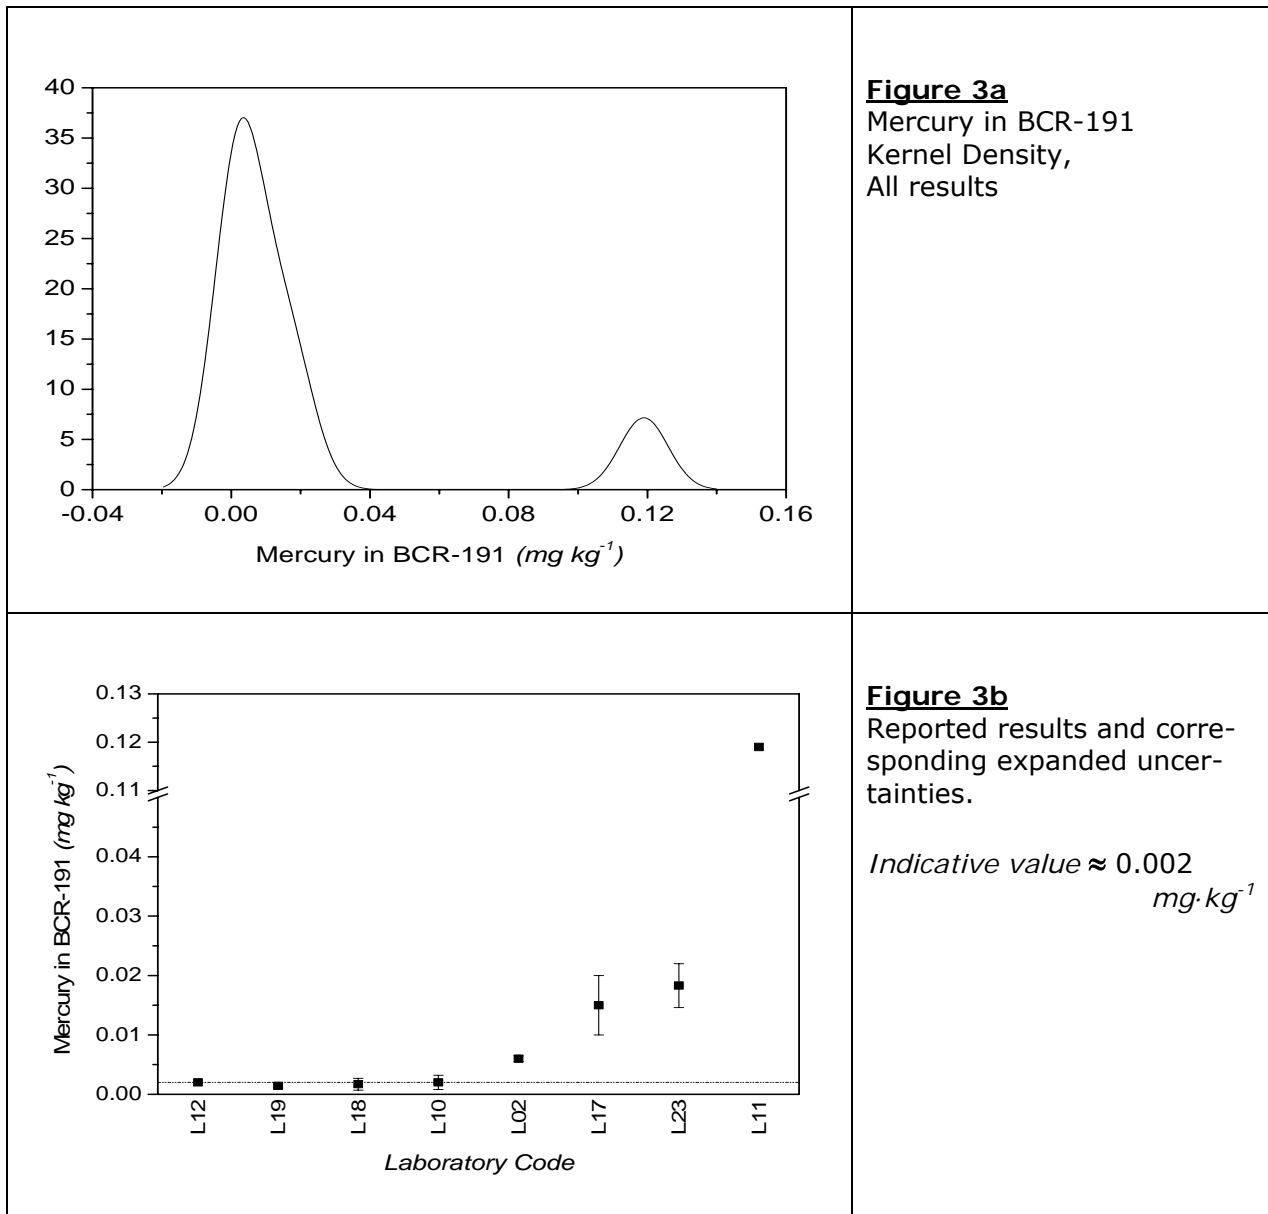 40
35
30
25
20
15
10
5
0
-0.04 0.00 0.04 0.08 0.12 0.16
Mercury in BCR-191 (mg kg⁻¹)
Figure 3a
Mercury in BCR-191
Kernel Density,
All results
0.13
0.12
0.11
0.04
0.03
0.02
0.01
0.00
Mercury in BCR-191 (mg kg⁻¹)
L12 L19 L18 L10 L02 L17 L23 L11
Laboratory Code
Figure 3b
Reported results and corre-
sponding expanded uncer-
tainties.
Indicative value ≈ 0.002
mg·kg⁻¹